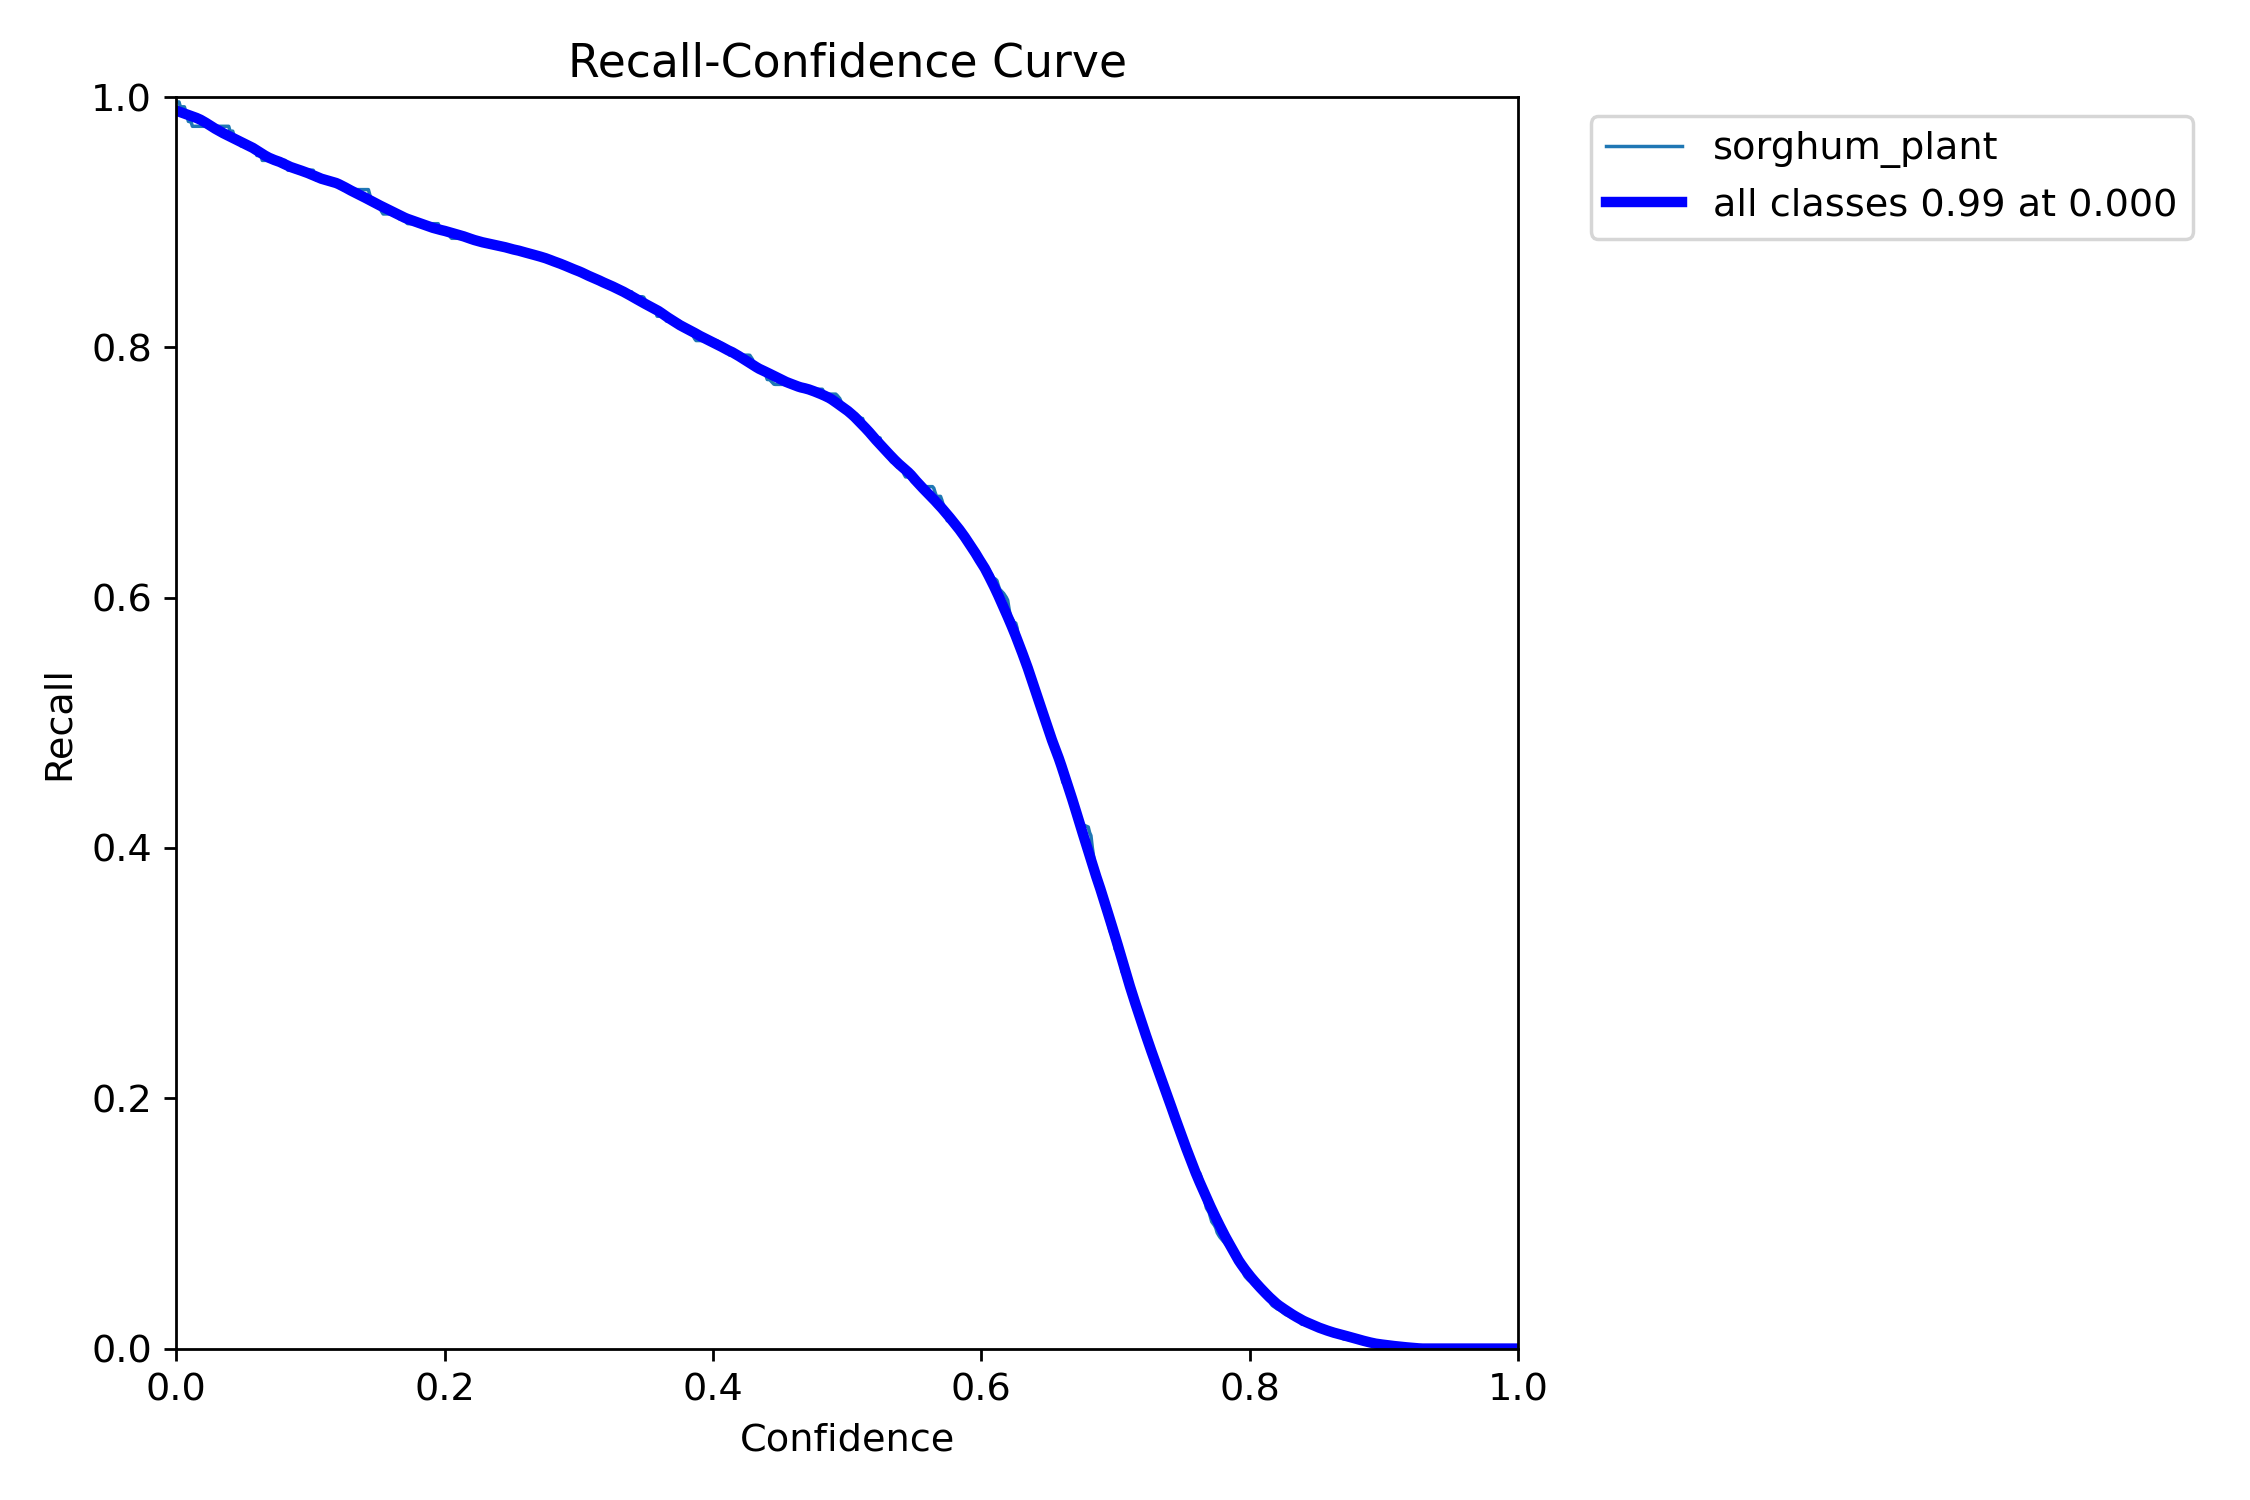 Recall-Confidence Curve
1.0
0.8
0.6
0.4
0.2
0.0
Recall
0.0 0.2 0.4 0.6 0.8 1.0
Confidence
sorghum_plant
all classes 0.99 at 0.000